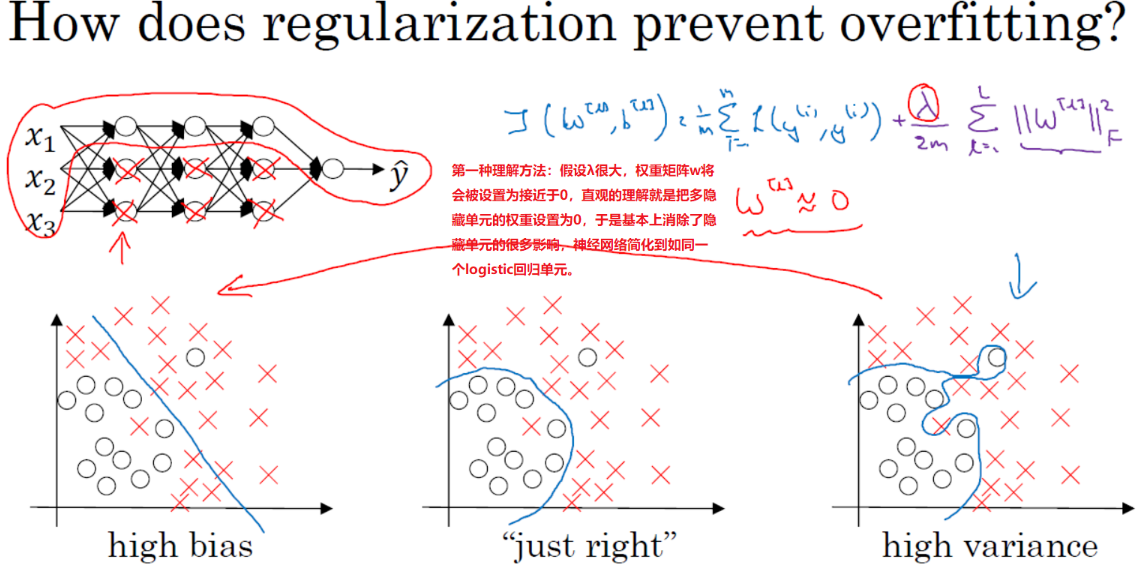 How does regularization prevent overfitting?
J(w^[l], b^[l]) = 1/m Σ_{i=1}^{m} L(y^(i), y^(i)) + λ/2m Σ_{l=1}^{L} ||w^[l]||²_F
x₁
x₂
x₃
ŷ
第一种理解方法：假设λ很大，权重矩阵w将
会被设置为接近于0，直观的理解就是把多隐
藏单元的权重设置为0，于是基本上消除了隐
藏单元的很多影响，神经网络简化到如同一
个logistic回归单元。
w^[l] ≈ 0
high bias
“just right”
high variance